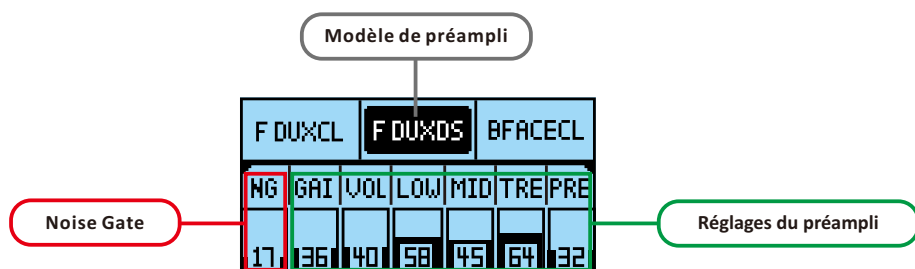 Modèle de préampli
F DUXCL F DUXDS BFACECL
NG GAI VOL LOW MID TRE PRE
Noise Gate
Réglages du préampli
17 36 40 58 45 64 32